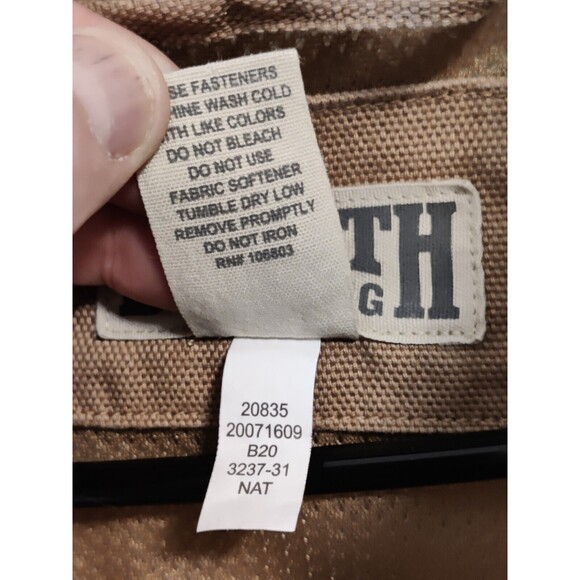 SE FASTENERS
HINE WASH COLD
TH LIKE COLORS
DO NOT BLEACH
DO NOT USE
FABRIC SOFTENER
TUMBLE DRY LOW
REMOVE PROMPTLY
DO NOT IRON
RN# 106803
TH
G
20835
20071609
B20
3237-31
NAT